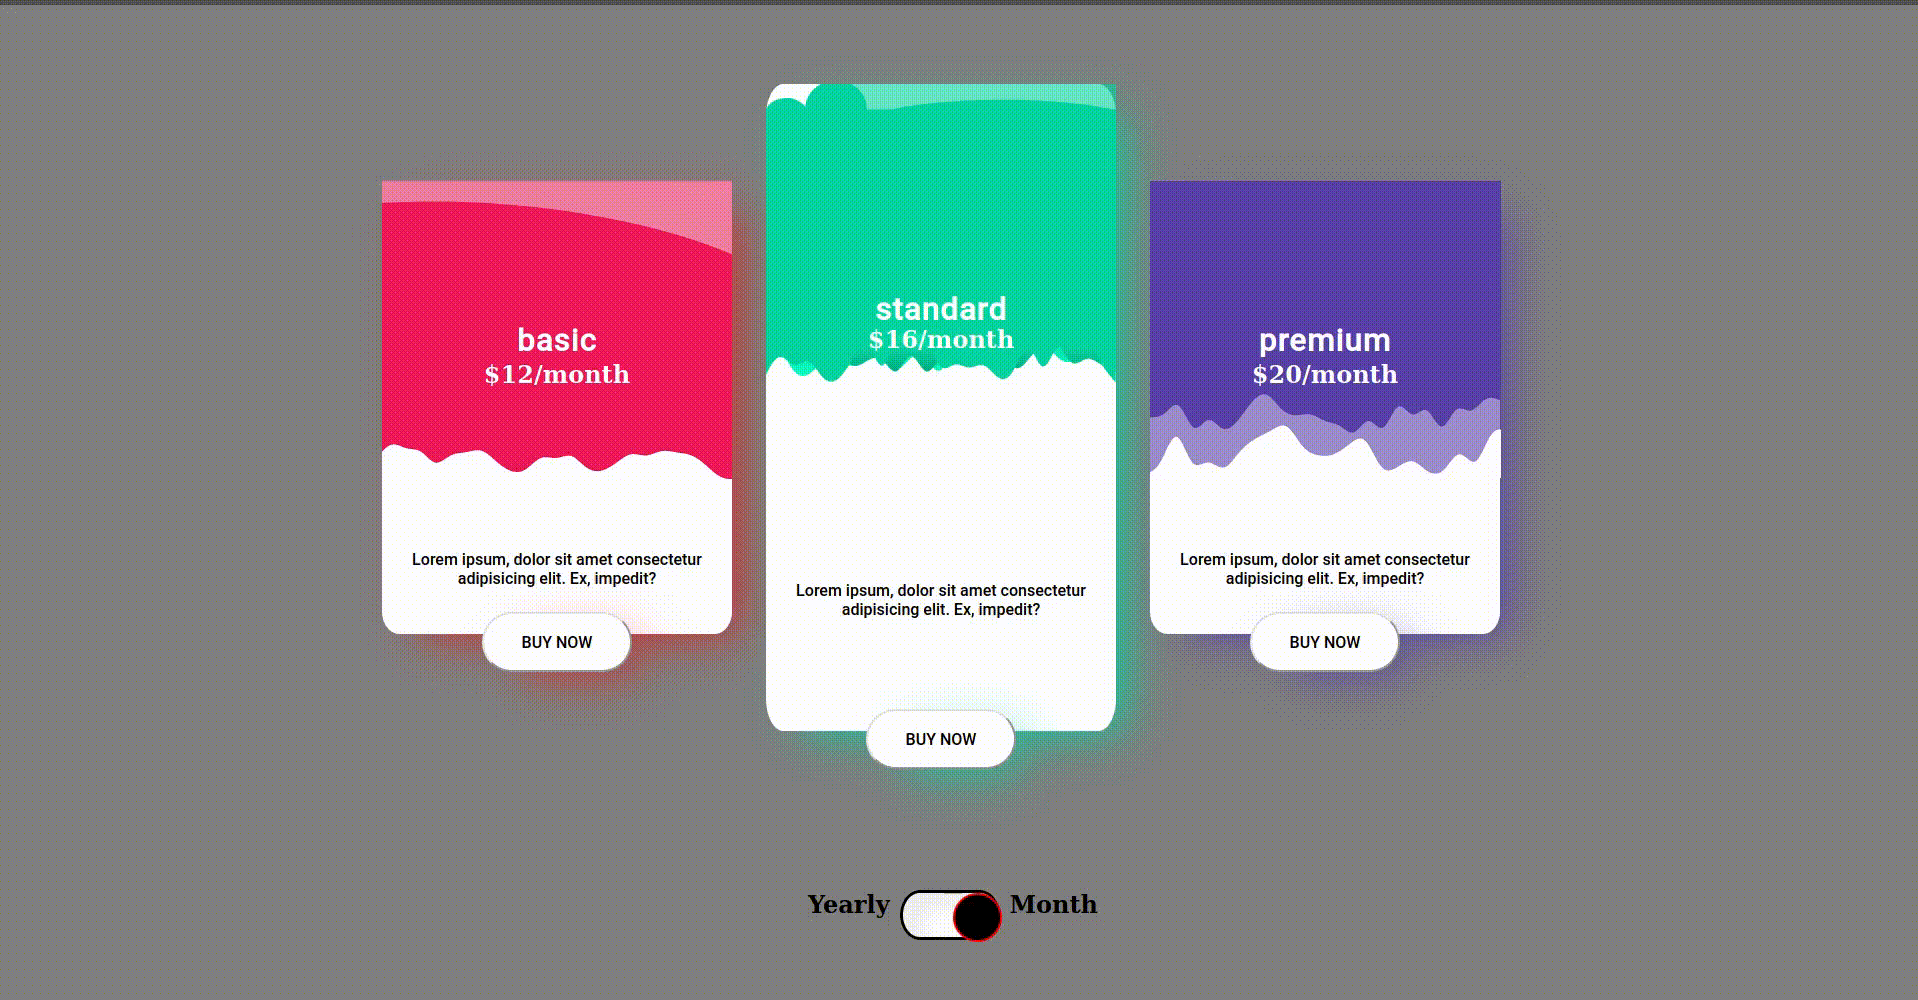 basic
$12/month
Lorem ipsum, dolor sit amet consectetur
adipisicing elit. Ex, impedit?
BUY NOW
standard
$16/month
Lorem ipsum, dolor sit amet consectetur
adipisicing elit. Ex, impedit?
BUY NOW
premium
$20/month
Lorem ipsum, dolor sit amet consectetur
adipisicing elit. Ex, impedit?
BUY NOW
Yearly Month